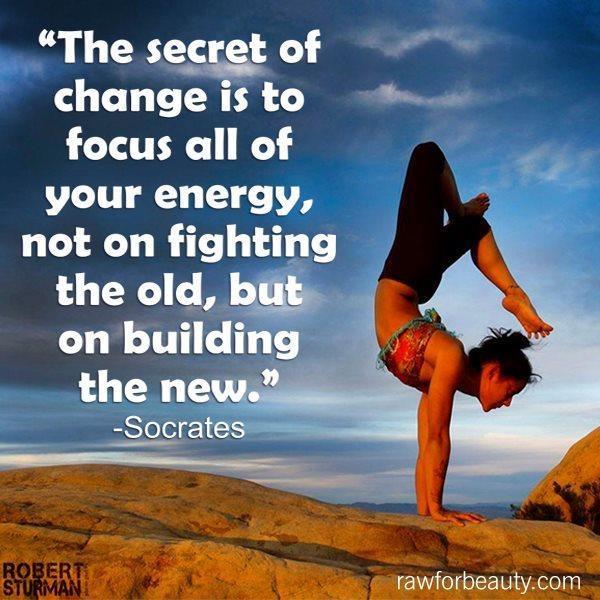 “The secret of
change is to
focus all of
your energy,
not on fighting
the old, but
on building
the new.”
-Socrates
ROBERT
STURMAN
rawforbeauty.com